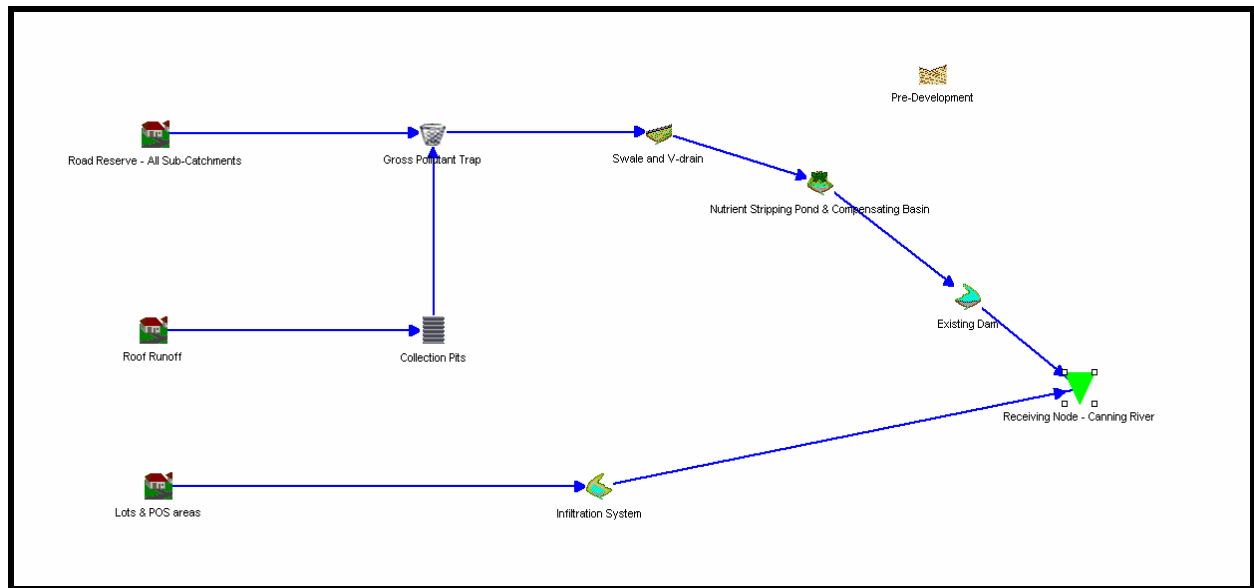 Pre-Development
Road Reserve - All Sub-Catchments
Gross Pollutant Trap
Swale and V-drain
Nutrient Stripping Pond & Compensating Basin
Existing Dam
Roof Runoff
Collection Pits
Receiving Node - Canning River
Lots & POS areas
Infiltration System